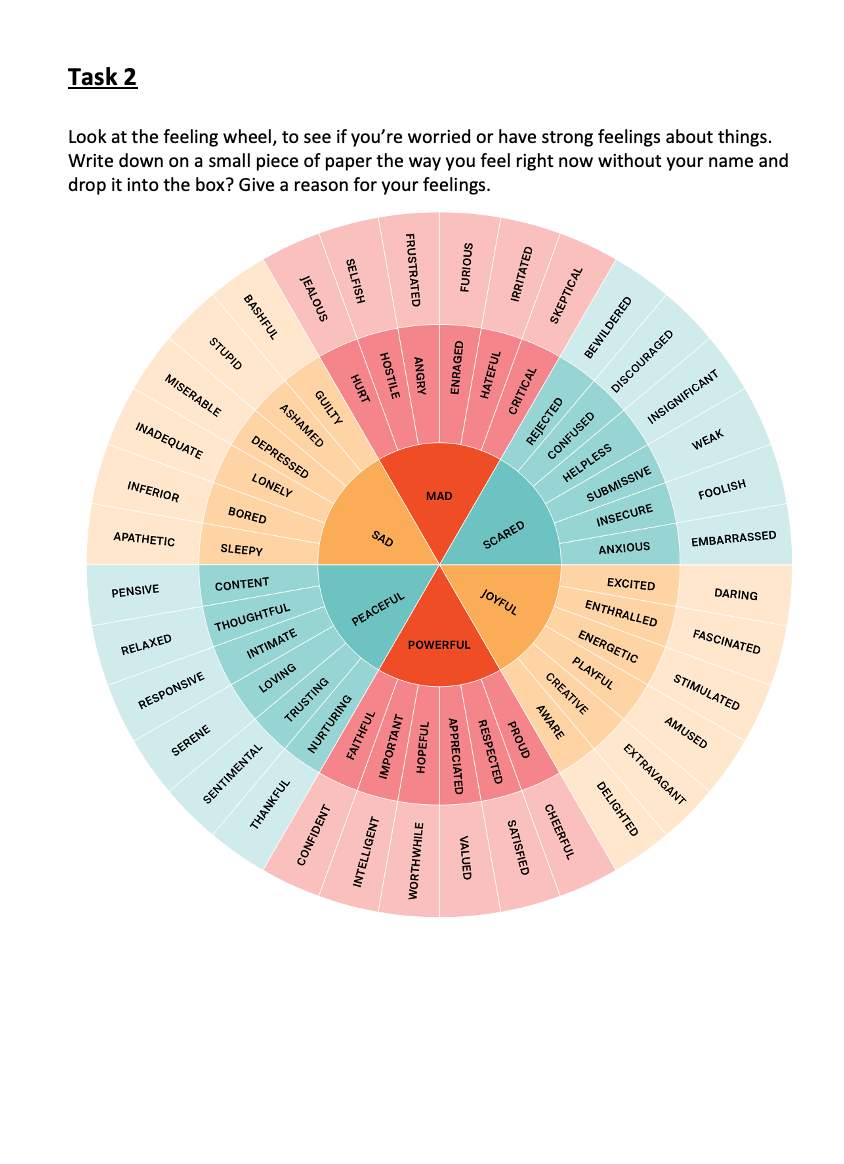 Task 2
Look at the feeling wheel, to see if you’re worried or have strong feelings about things.
Write down on a small piece of paper the way you feel right now without your name and
drop it into the box? Give a reason for your feelings.
JEALOUS
SELFISH
FRUSTRATED
FURIOUS
IRRITATED
SKEPTICAL
BEWILDERED
DISCOURAGED
INSIGNIFICANT
WEAK
FOOLISH
EMBARRASSED
DARING
FASCINATED
STIMULATED
AMUSED
EXTRAVAGANT
DELIGHTED
CHEERFUL
SATISFIED
VALUED
WORTHWHILE
INTELLIGENT
CONFIDENT
THANKFUL
SENTIMENTAL
SERENE
RESPONSIVE
RELAXED
PENSIVE
APATHETIC
INFERIOR
INADEQUATE
MISERABLE
STUPID
BASHFUL
HURT
HOSTILE
ANGRY
ENRAGED
HATEFUL
CRITICAL
REJECTED
CONFUSED
HELPLESS
SUBMISSIVE
INSECURE
ANXIOUS
EXCITED
ENTHRALLED
ENERGETIC
PLAYFUL
CREATIVE
AWARE
PROUD
RESPECTED
APPRECIATED
HOPEFUL
IMPORTANT
FAITHFUL
NURTURING
TRUSTING
LOVING
INTIMATE
THOUGHTFUL
CONTENT
SLEEPY
BORED
LONELY
DEPRESSED
ASHAMED
GUILTY
MAD
SCARED
JOYFUL
POWERFUL
PEACEFUL
SAD